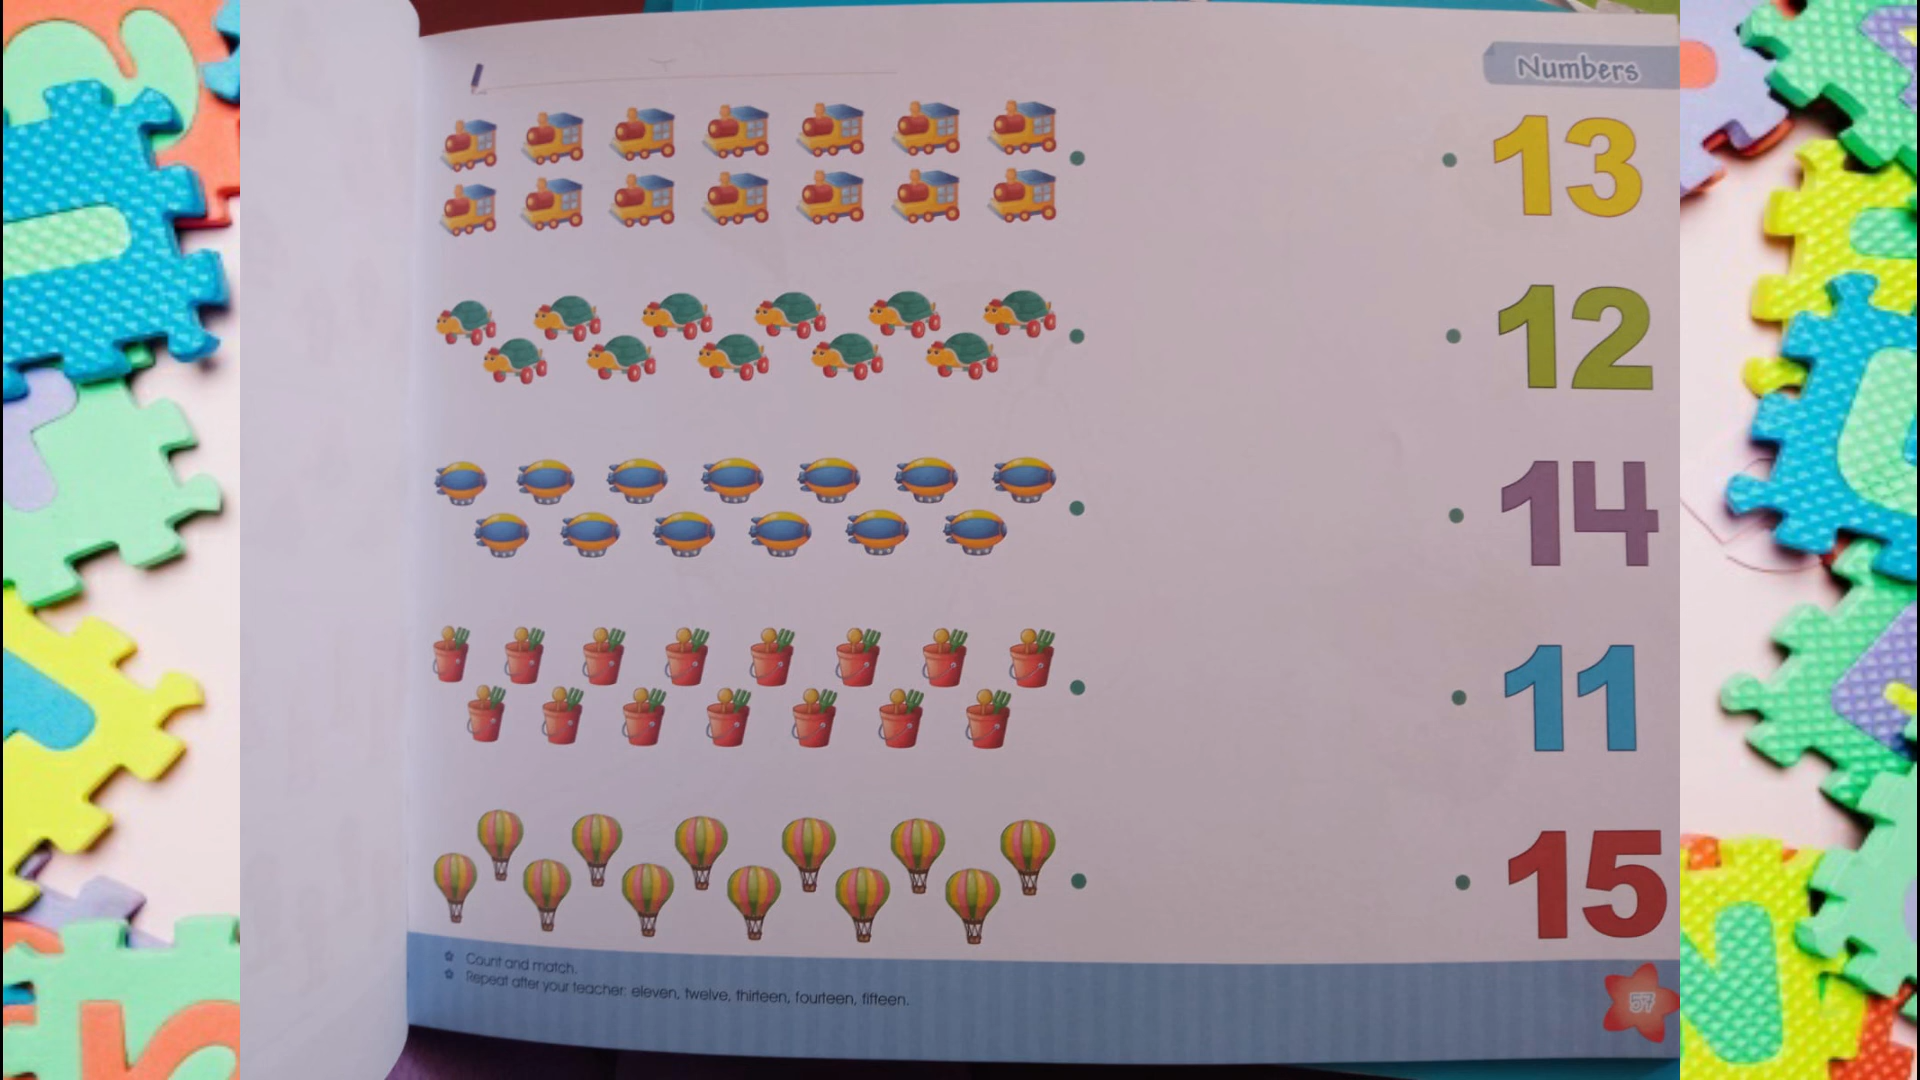 Numbers
13
12
14
11
15
Count and match.
Repeat after your teacher: eleven, twelve, thirteen, fourteen, fifteen.
57